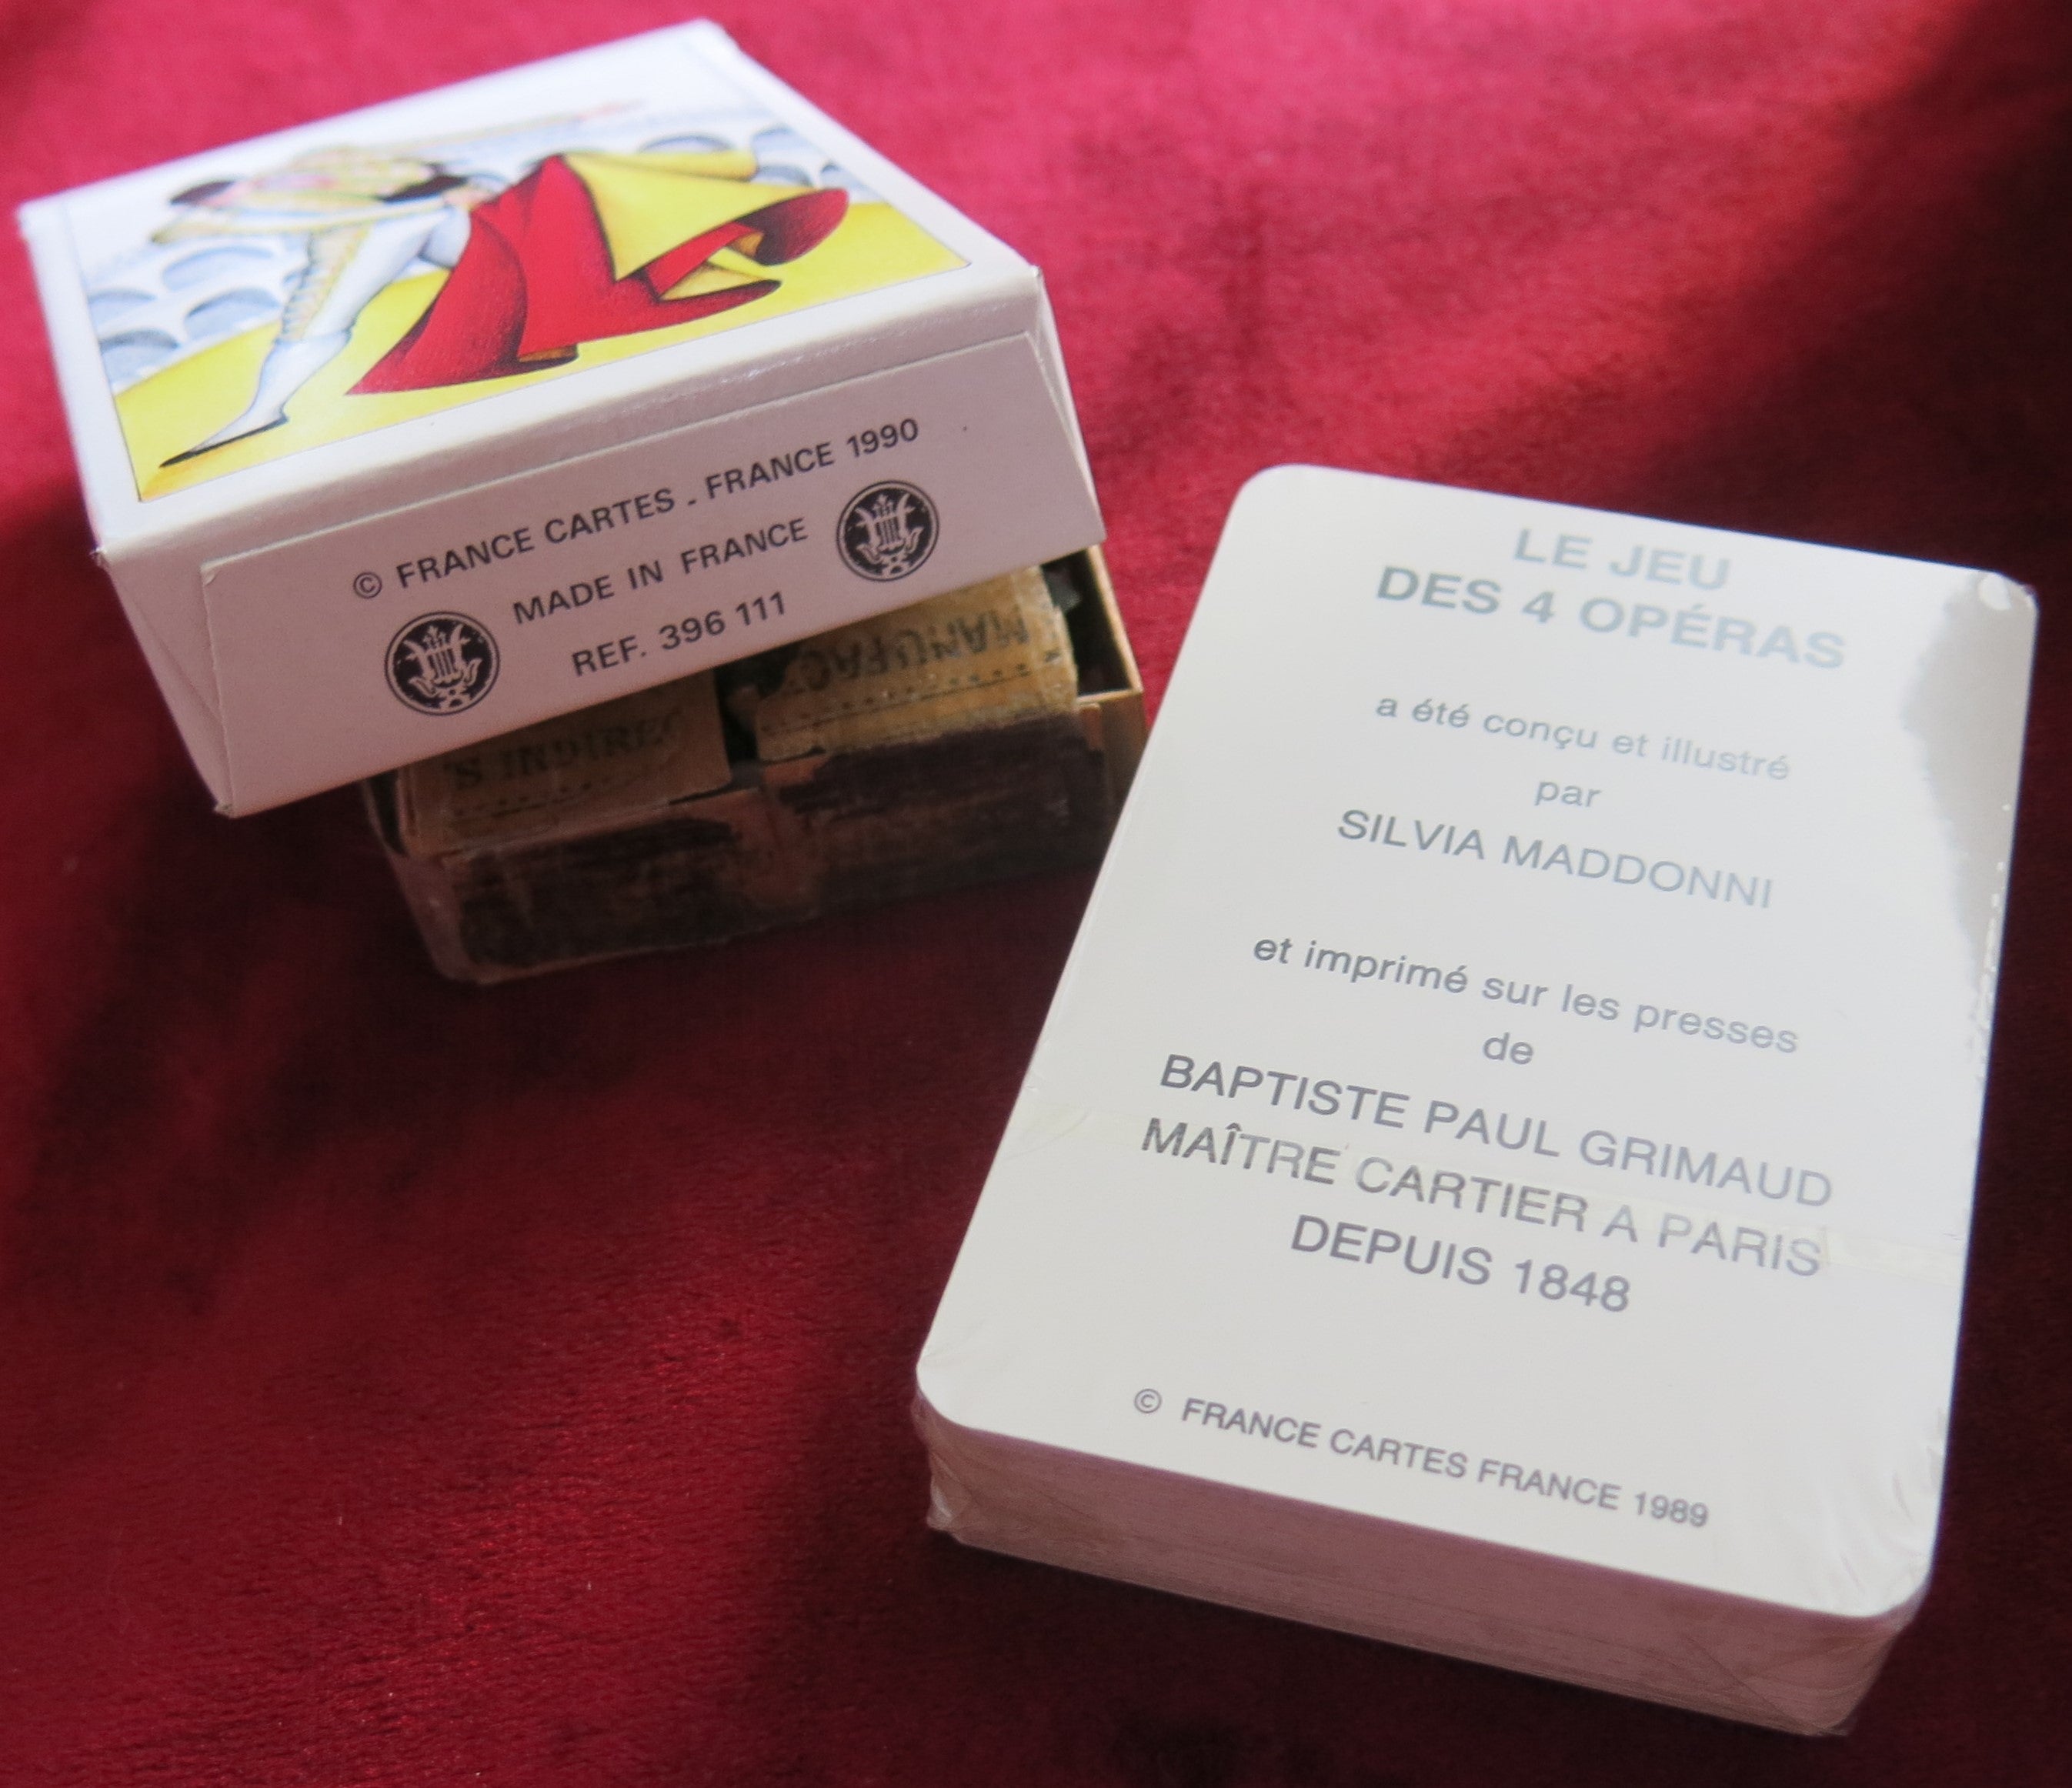 © FRANCE CARTES - FRANCE 1990
MADE IN FRANCE
REF. 396 111
LE JEU
DES 4 OPÉRAS
a été conçu et illustré
par
SILVIA MADDONNI
et imprimé sur les presses
de
BAPTISTE PAUL GRIMAUD
MAÎTRE CARTIER A PARIS
DEPUIS 1848
© FRANCE CARTES FRANCE 1989